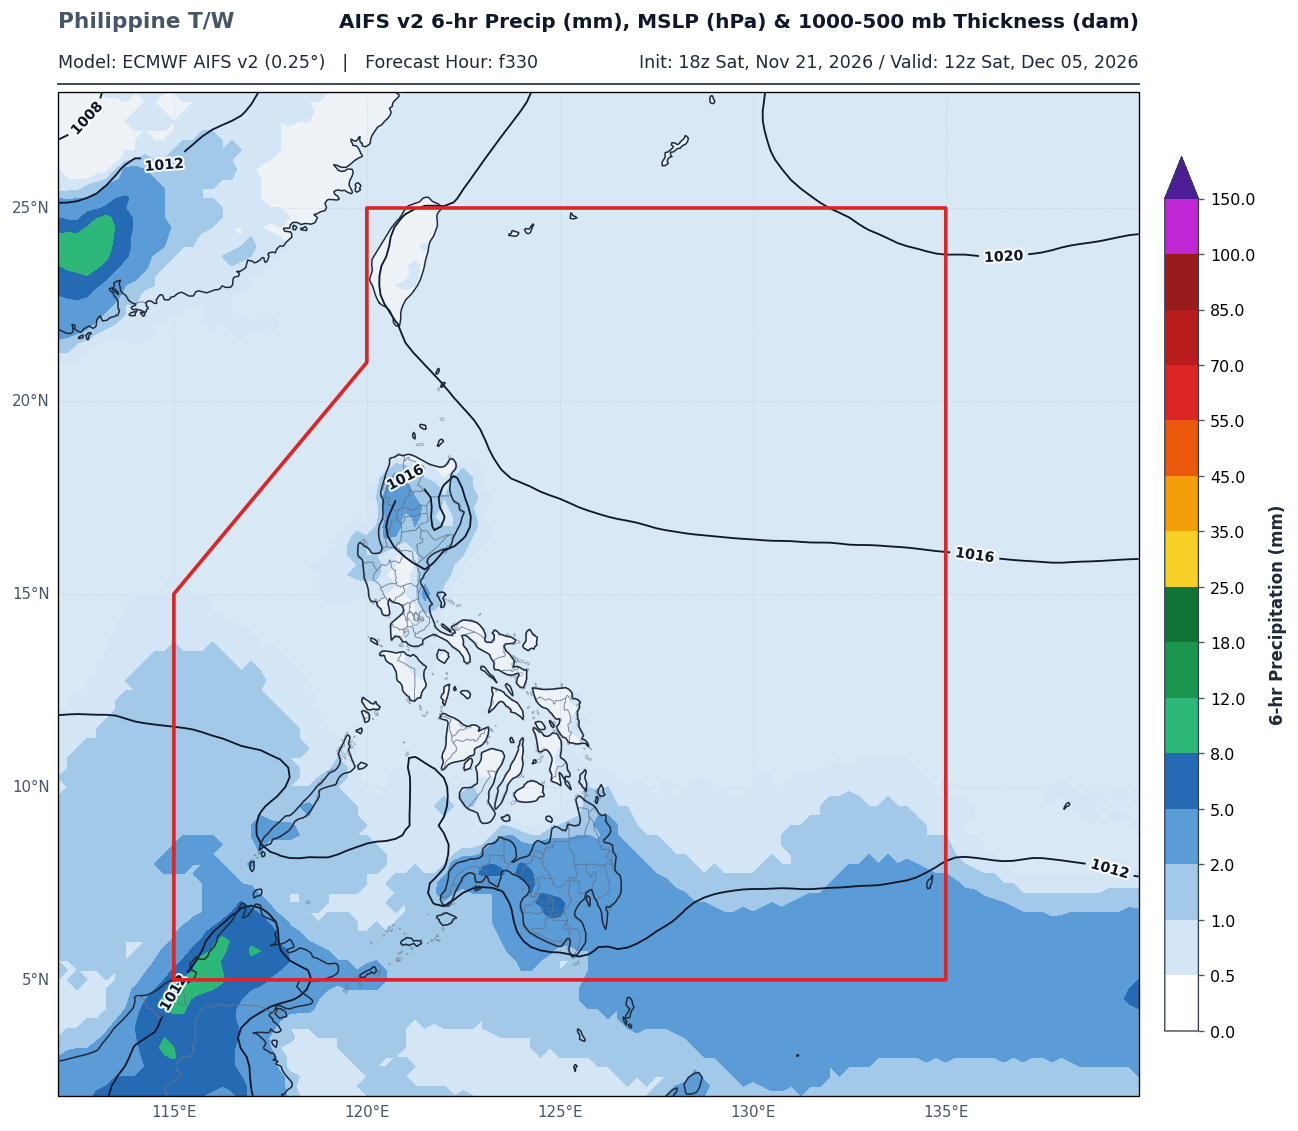 Philippine T/W
AIFS v2 6-hr Precip (mm), MSLP (hPa) & 1000-500 mb Thickness (dam)
Model: ECMWF AIFS v2 (0.25°) | Forecast Hour: f330
Init: 18z Sat, Nov 21, 2026 / Valid: 12z Sat, Dec 05, 2026
1008
1012
1020
1016
1016
1012
1012
25°N
20°N
15°N
10°N
5°N
115°E
120°E
125°E
130°E
135°E
150.0
100.0
85.0
70.0
55.0
45.0
35.0
25.0
18.0
12.0
8.0
5.0
2.0
1.0
0.5
0.0
6-hr Precipitation (mm)